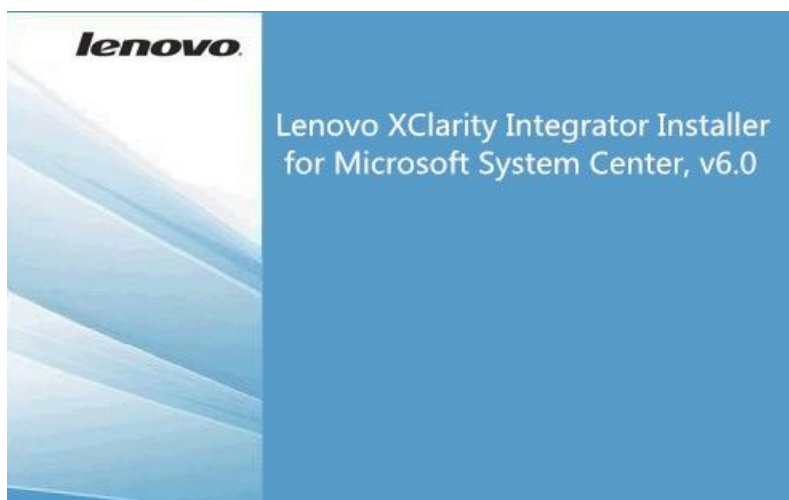 lenovo
Lenovo XClarity Integrator Installer
for Microsoft System Center, v6.0